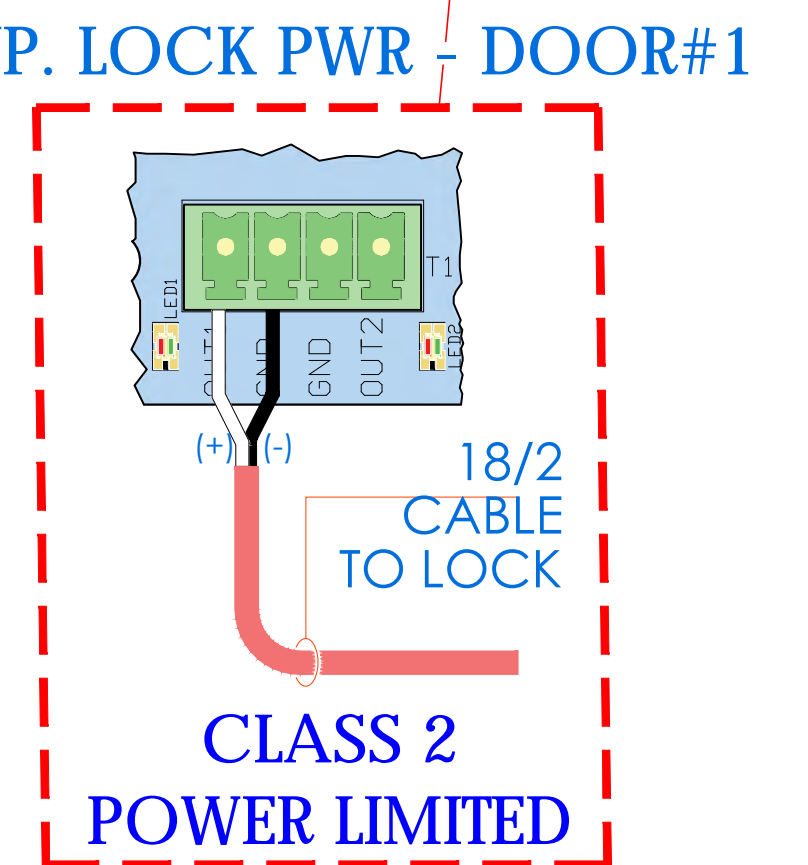 P. LOCK PWR - DOOR#1
T1
LED1
OUT1
GND
GND
OUT2
LED2
(+)
(-)
18/2
CABLE
TO LOCK
CLASS 2
POWER LIMITED